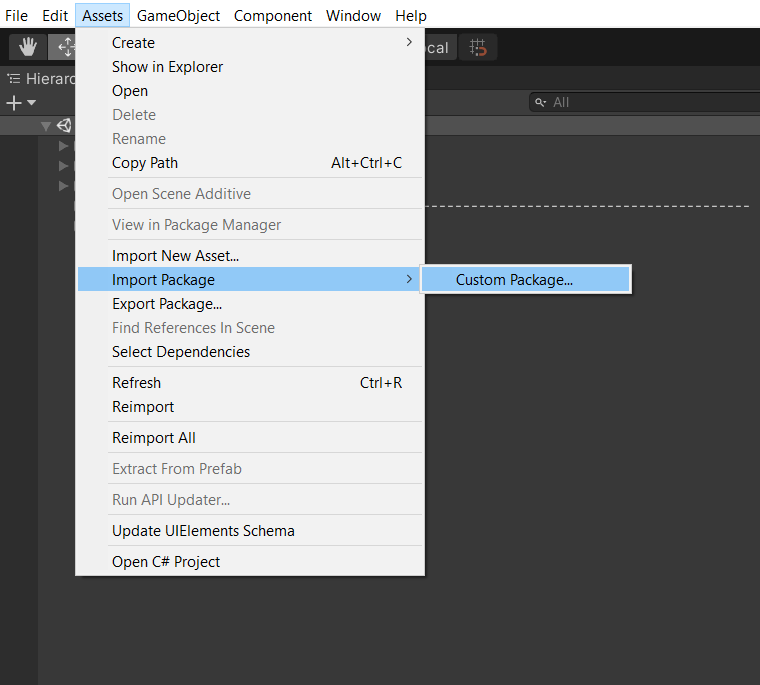 File Edit Assets GameObject Component Window Help
Create
Show in Explorer
Open
Delete
Rename
Copy Path Alt+Ctrl+C
Open Scene Additive
View in Package Manager
Import New Asset...
Import Package Custom Package...
Export Package...
Find References In Scene
Select Dependencies
Refresh Ctrl+R
Reimport
Reimport All
Extract From Prefab
Run API Updater...
Update UIElements Schema
Open C# Project
cal
Hierarc
All